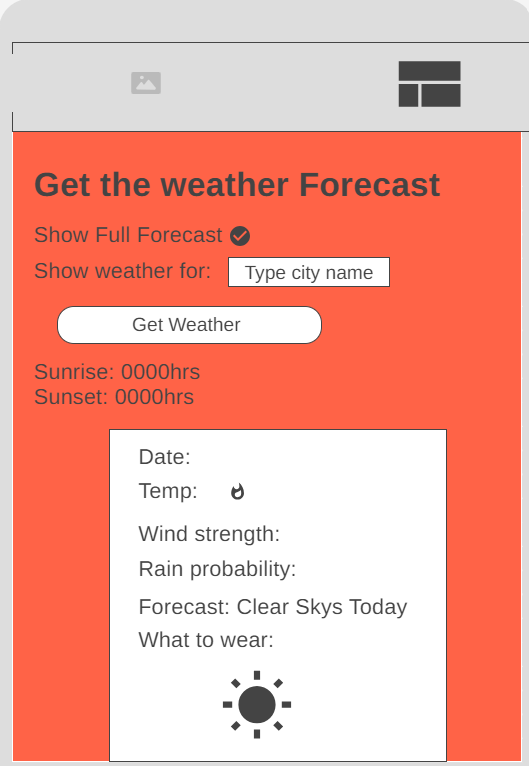 Get the weather Forecast
Show Full Forecast
Show weather for: Type city name
Get Weather
Sunrise: 0000hrs
Sunset: 0000hrs
Date:
Temp:
Wind strength:
Rain probability:
Forecast: Clear Skys Today
What to wear: